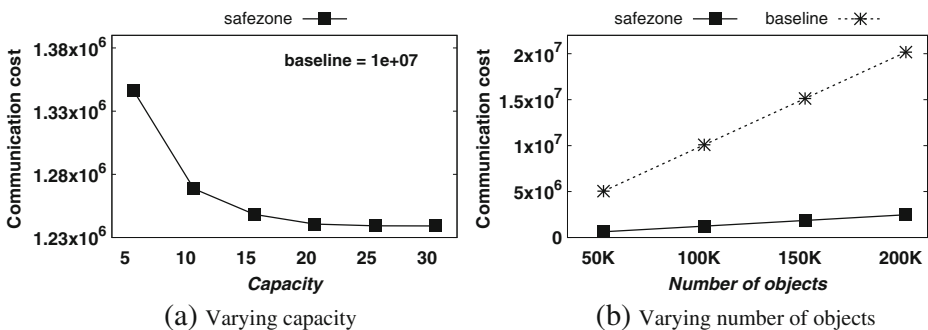 safezone
1.38x10^6
1.33x10^6
1.28x10^6
1.23x10^6
Communication cost
baseline = 1e+07
5 10 15 20 25 30
Capacity
(a) Varying capacity
safezone baseline
2x10^7
1.5x10^7
1x10^7
5x10^6
0
Communication cost
50K 100K 150K 200K
Number of objects
(b) Varying number of objects